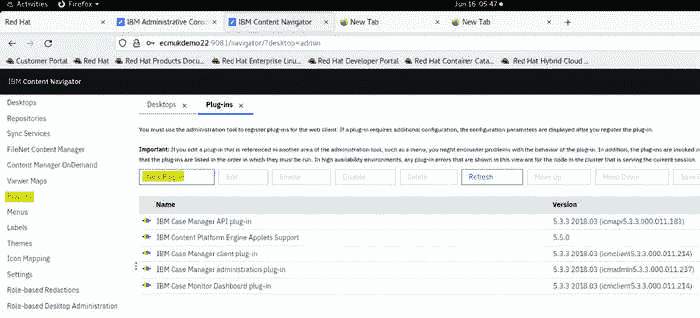 Activities Firefox Jun 16 05:47
Red Hat IBM Administrative Con... IBM Content Navigator New Tab New Tab
ecmukdemo22:9081/navigator/?desktop=admin
Customer Portal Red Hat Red Hat Products Docu... Red Hat Enterprise Linu... Red Hat Developer Portal Red Hat Container Cata... Red Hat Hybrid Cloud ...
IBM Content Navigator
Desktops
Repositories
Sync Services
FileNet Content Manager
Content Manager OnDemand
Viewer Maps
Menus
Labels
Themes
Icon Mapping
Settings
Role-based Redactions
Role-based Desktop Administration
Desktops Plug-ins
You must use the administration tool to register plug-ins for the web client. If a plug-in requires additional configuration, the configuration parameters are displayed after you register the plug-in.
Important: If you edit a plug-in that is referenced to another area of the administration tool, such as a menu, you might encounter problems with the behavior of the plug-in. In addition, the plug-ins are invoked in
that the plug-ins are listed in the order in which they must be run. In high availability environments, any plug-in errors that are shown in this view are for the node in the cluster that is serving the current session.
New Plug-in Edit Enable Disable Delete Refresh Move Up Move Down
Name Version
IBM Case Manager API plug-in 5.3.3 2018.03 (icmapi5.3.3.000.011.183)
IBM Content Platform Engine Applets Support 5.5.0
IBM Case Manager client plug-in 5.3.3 2018.03 (icmclient5.3.3.000.011.214)
IBM Case Manager administration plug-in 5.3.3 2018.03 (icmadmin5.3.3.000.011.237)
IBM Case Monitor Dashboard plug-in 5.3.3 2018.03 (icmclient5.3.3.000.011.214)